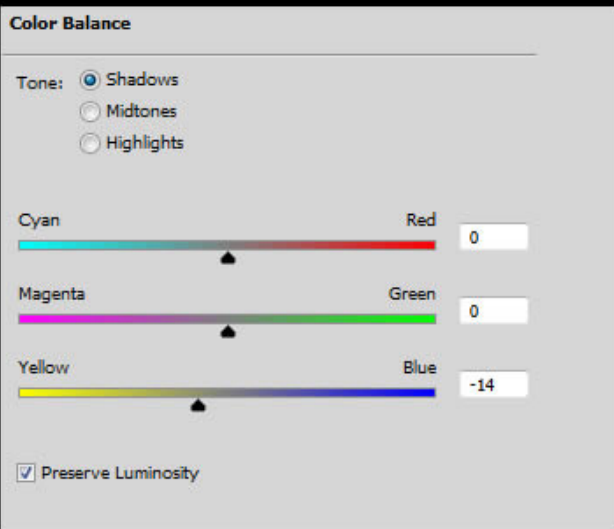 Color Balance
Tone: Shadows
Midtones
Highlights
Cyan Red 0
Magenta Green 0
Yellow Blue -14
Preserve Luminosity